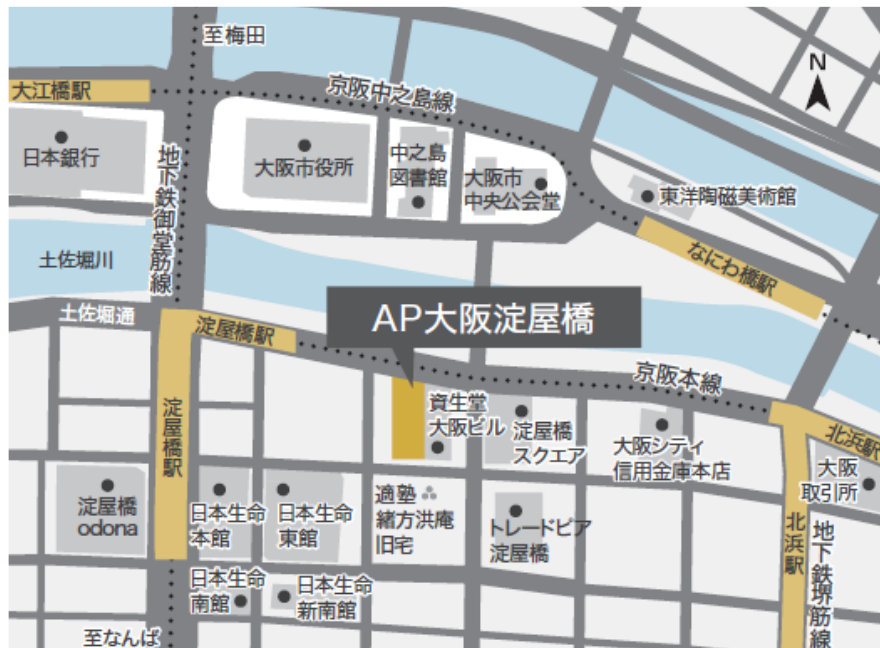 至梅田
N
大江橋駅
京阪中之島線
日本銀行
地下鉄御堂筋線
大阪市役所
中之島
図書館
大阪市
中央公会堂
東洋陶磁美術館
なにわ橋駅
土佐堀川
土佐堀通
淀屋橋駅
AP大阪淀屋橋
京阪本線
淀屋橋駅
資生堂
大阪ビル
淀屋橋
スクエア
大阪シティ
信用金庫本店
北浜駅
大阪
取引所
淀屋橋
odona
日本生命
本館
日本生命
東館
適塾
緒方洪庵
旧宅
トレードピア
淀屋橋
北浜駅
地下鉄堺筋線
日本生命
南館
日本生命
新南館
至なんば